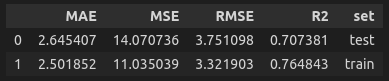 MAE MSE RMSE R2 set
0 2.645407 14.070736 3.751098 0.707381 test
1 2.501852 11.035039 3.321903 0.764843 train